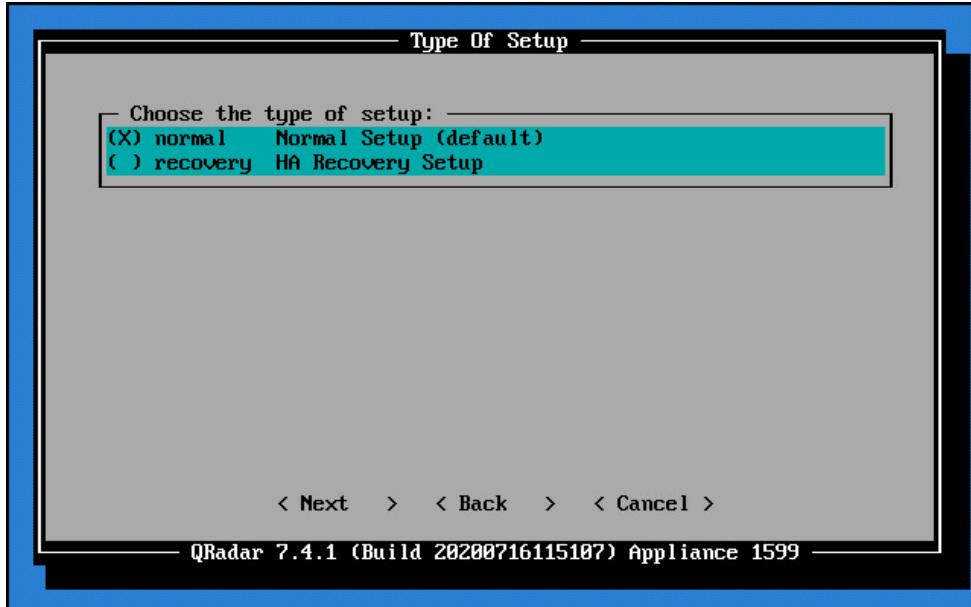 Type Of Setup
Choose the type of setup:
(X) normal Normal Setup (default)
( ) recovery HA Recovery Setup
< Next > < Back > < Cancel >
QRadar 7.4.1 (Build 20200716115107) Appliance 1599